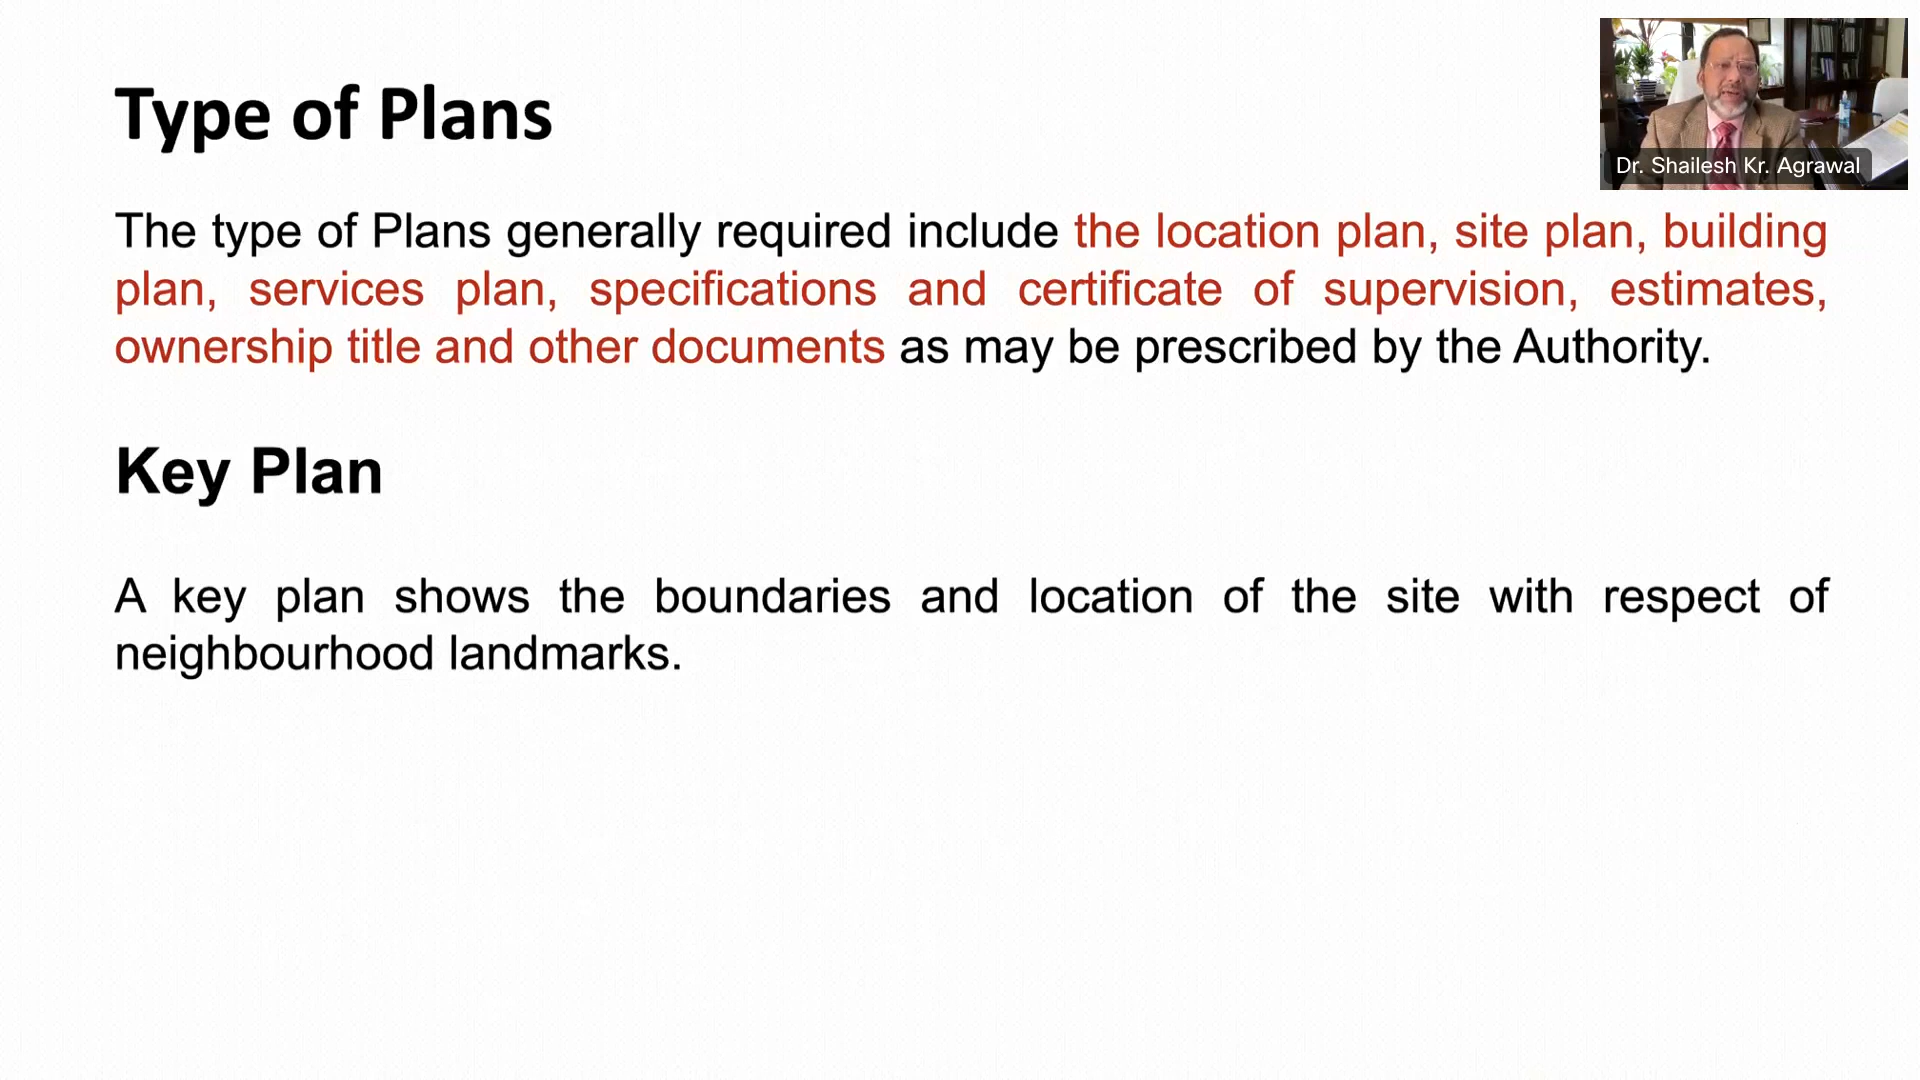 Type of Plans
Dr. Shailesh Kr. Agrawal
The type of Plans generally required include the location plan, site plan, building
plan, services plan, specifications and certificate of supervision, estimates,
ownership title and other documents as may be prescribed by the Authority.
Key Plan
A key plan shows the boundaries and location of the site with respect of
neighbourhood landmarks.